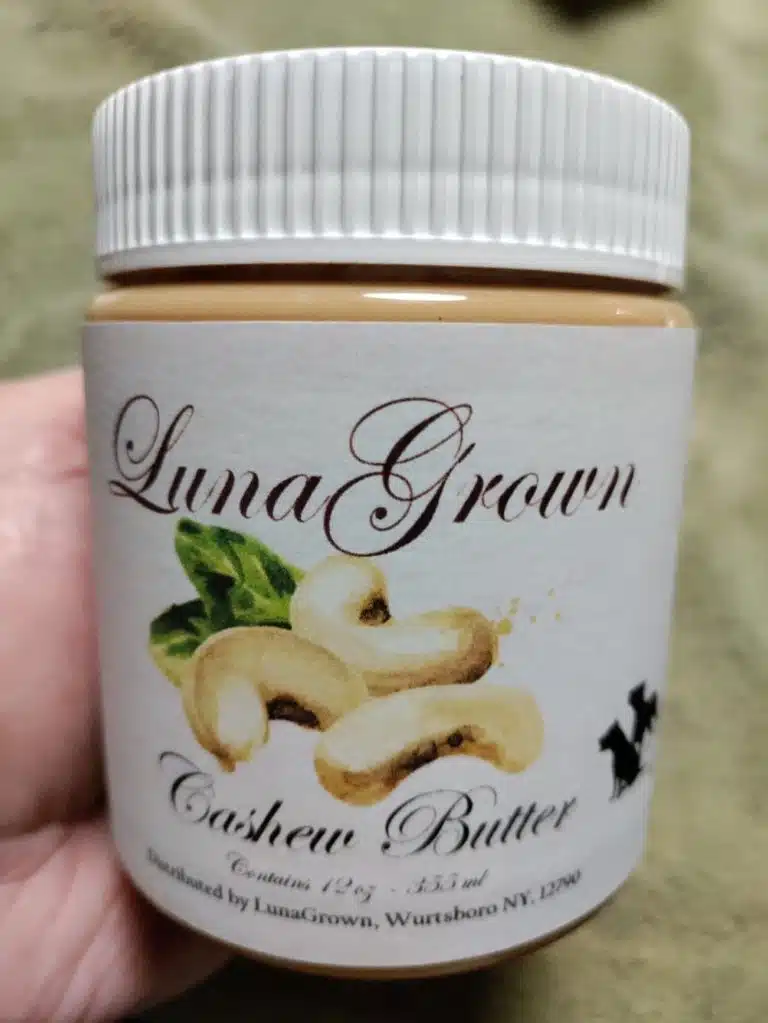 LunaGrown
Cashew Butter
Contains 12 oz - 355 ml
Distributed by LunaGrown, Wurtsboro NY. 12790